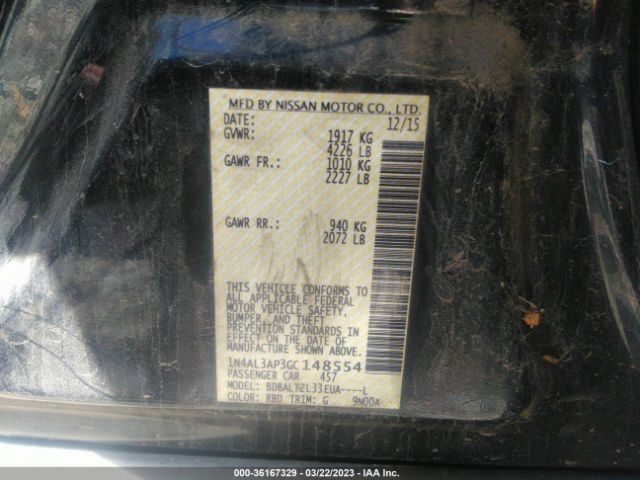 MFD BY NISSAN MOTOR CO., LTD.
DATE: 12/15
GVWR: 1917 KG
4226 LB
GAWR FR.: 1010 KG
2227 LB
GAWR RR.: 940 KG
2072 LB
THIS VEHICLE CONFORMS TO
ALL APPLICABLE FEDERAL
MOTOR VEHICLE SAFETY,
BUMPER, AND THEFT
PREVENTION STANDARDS IN
EFFECT ON THE DATE OF
MANUFACTURE SHOWN ABOVE.
1N4AL3AP3GC148554
PASSENGER CAR 457
MODEL: BDBALTZL33EUA----L
COLOR: RBD TRIM: G 9N00A
000-36167329 - 03/22/2023 - IAA Inc.